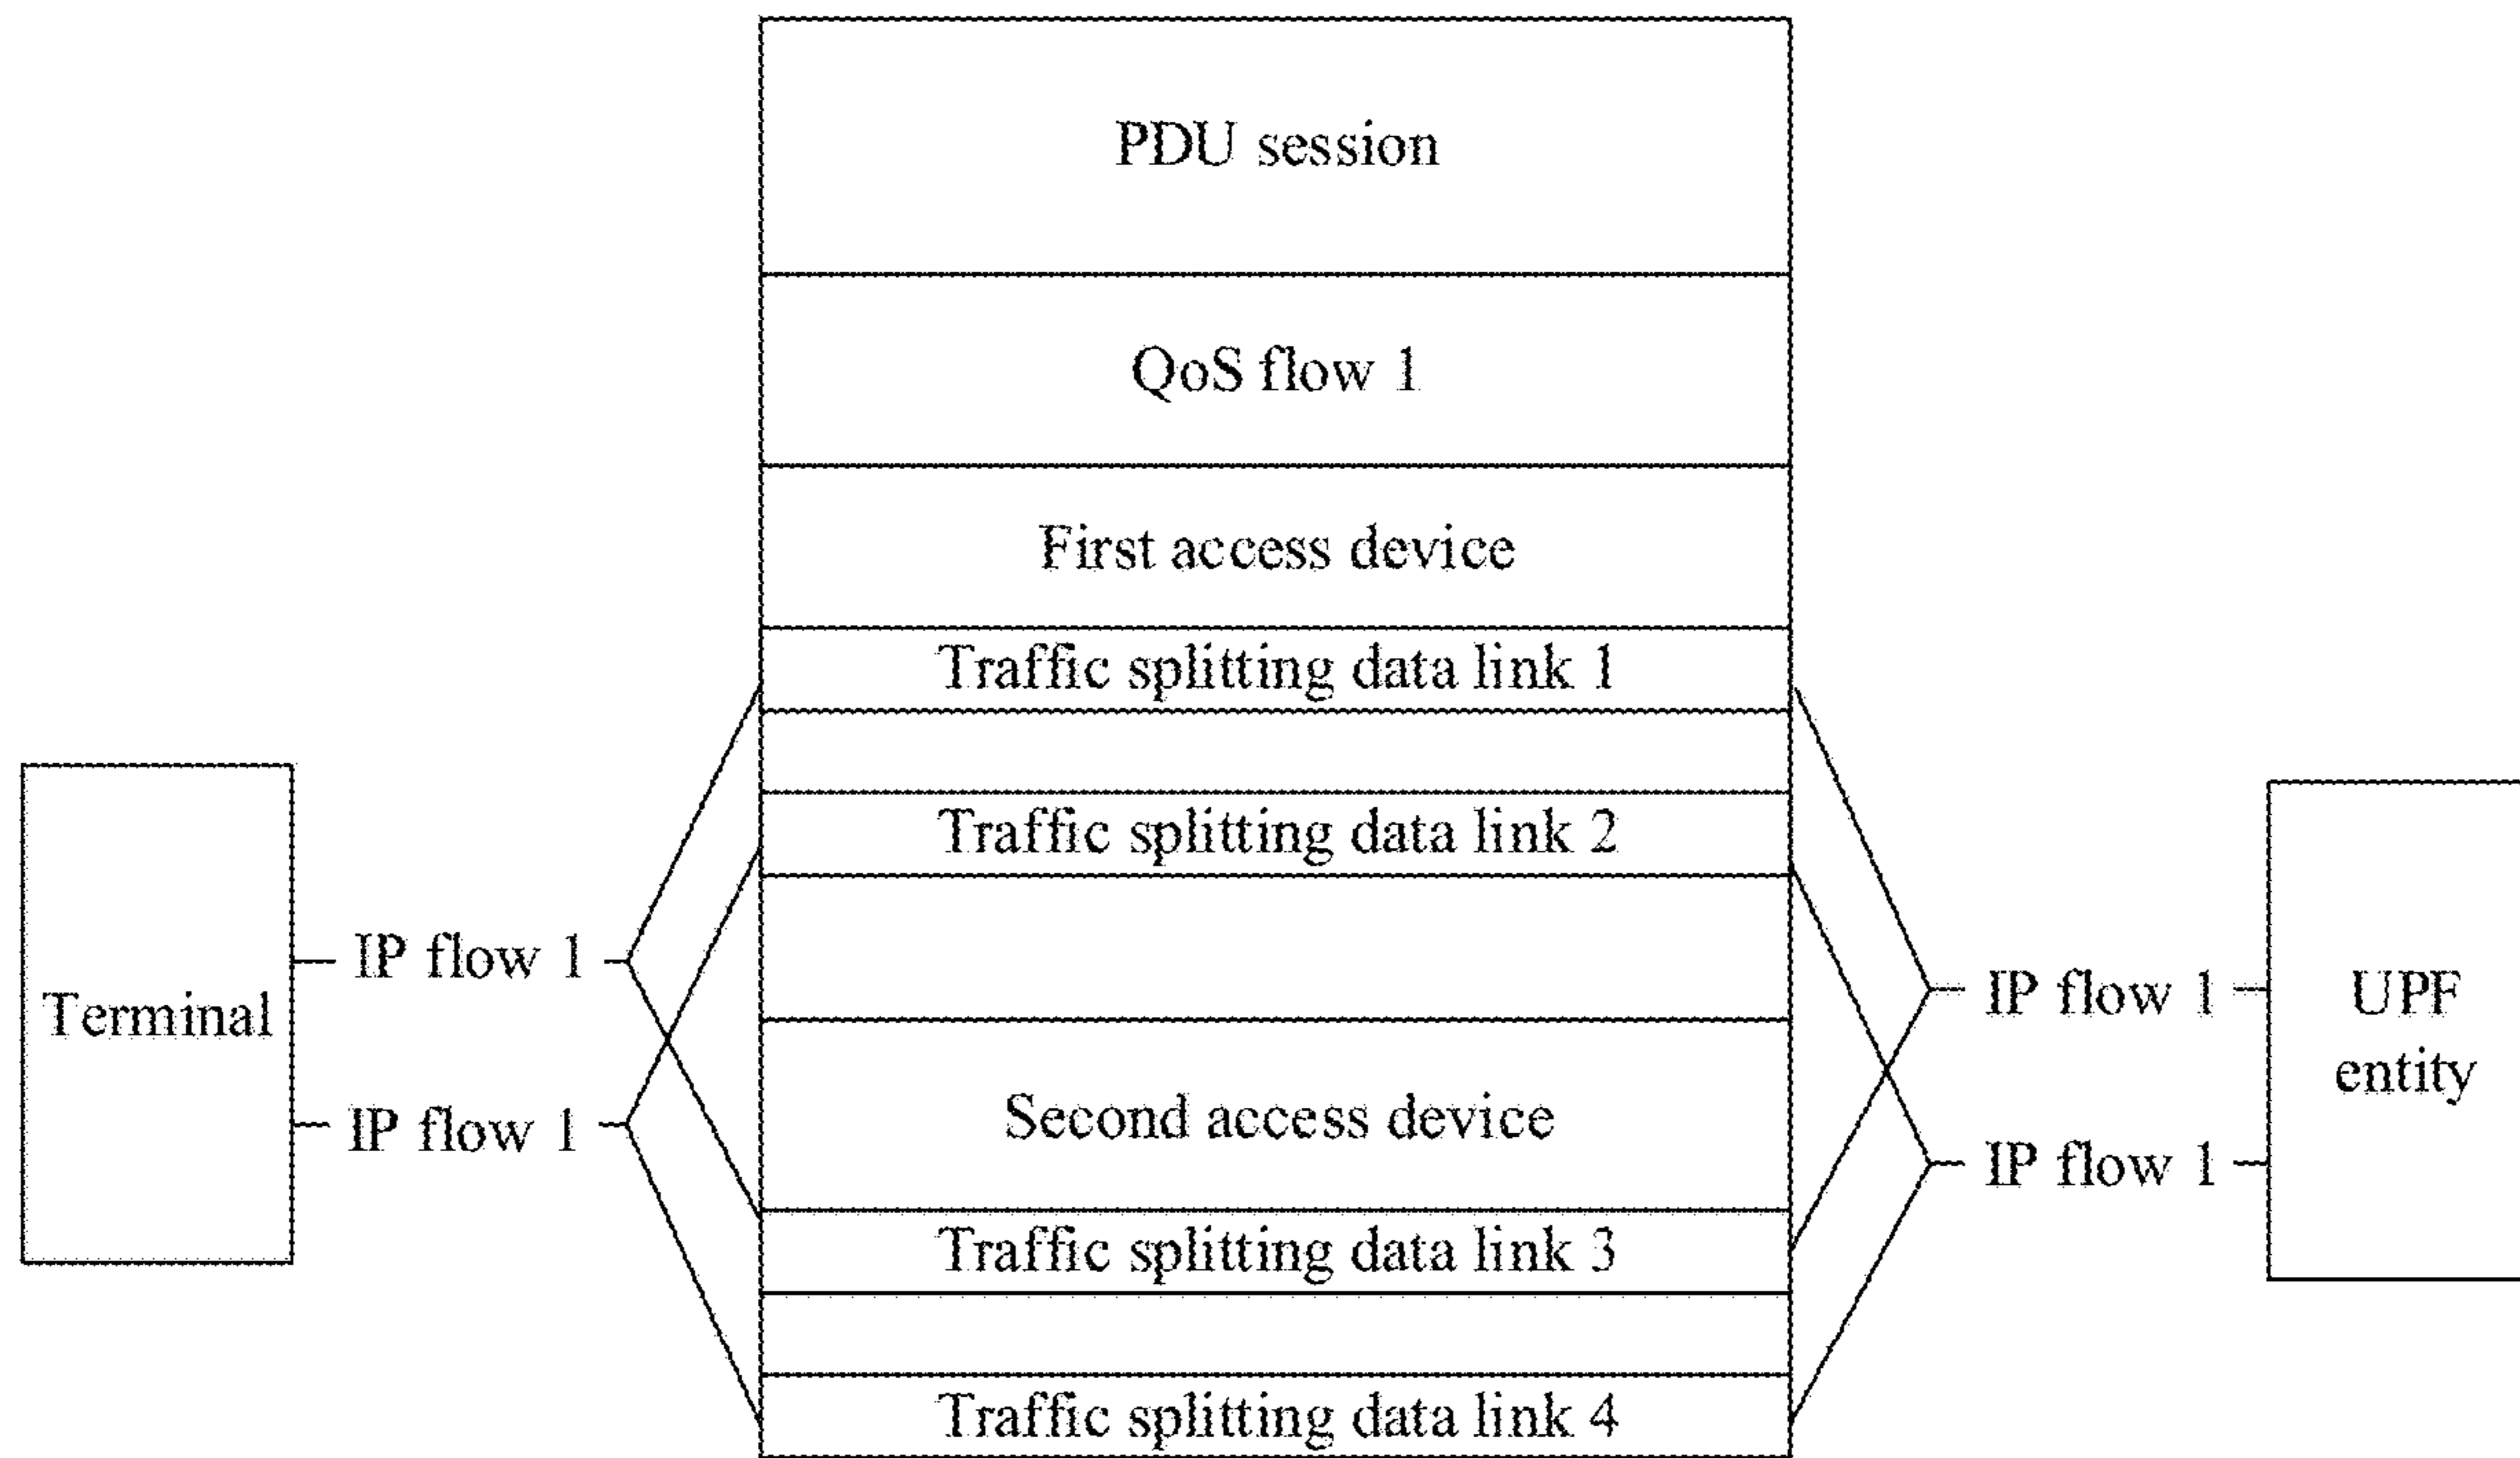 PDU session
QoS flow 1
First access device
Traffic splitting data link 1
Traffic splitting data link 2
Second access device
Traffic splitting data link 3
Traffic splitting data link 4
Terminal
IP flow 1
IP flow 1
IP flow 1
IP flow 1
UPF
entity